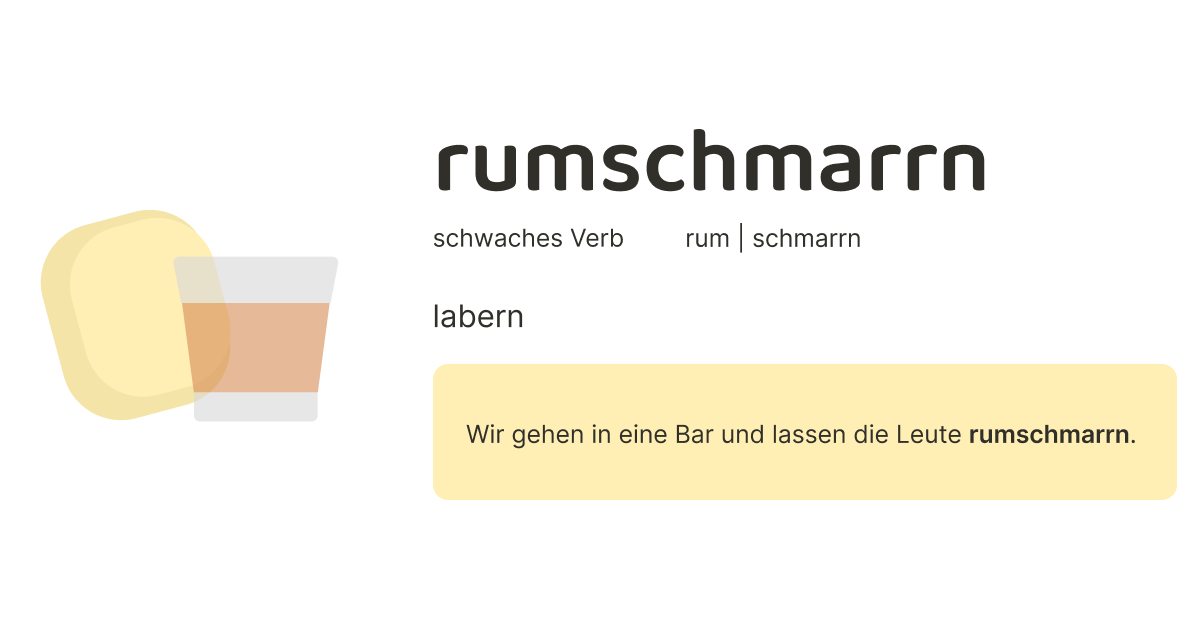 rumschmarrn
schwaches Verb rum | schmarrn
labern
Wir gehen in eine Bar und lassen die Leute rumschmarrn.